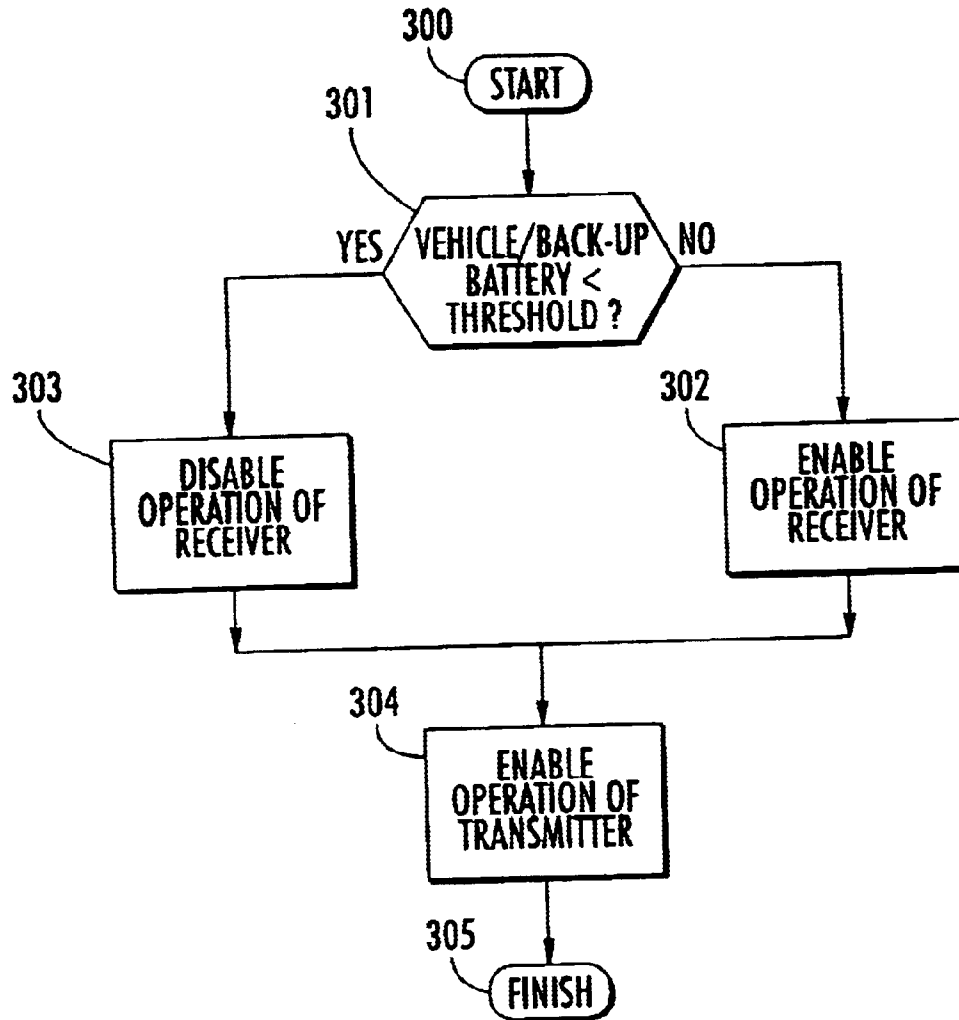 300
START
301
YES
VEHICLE/BACK-UP
BATTERY <
THRESHOLD ?
NO
303
DISABLE
OPERATION OF
RECEIVER
302
ENABLE
OPERATION OF
RECEIVER
304
ENABLE
OPERATION OF
TRANSMITTER
305
FINISH